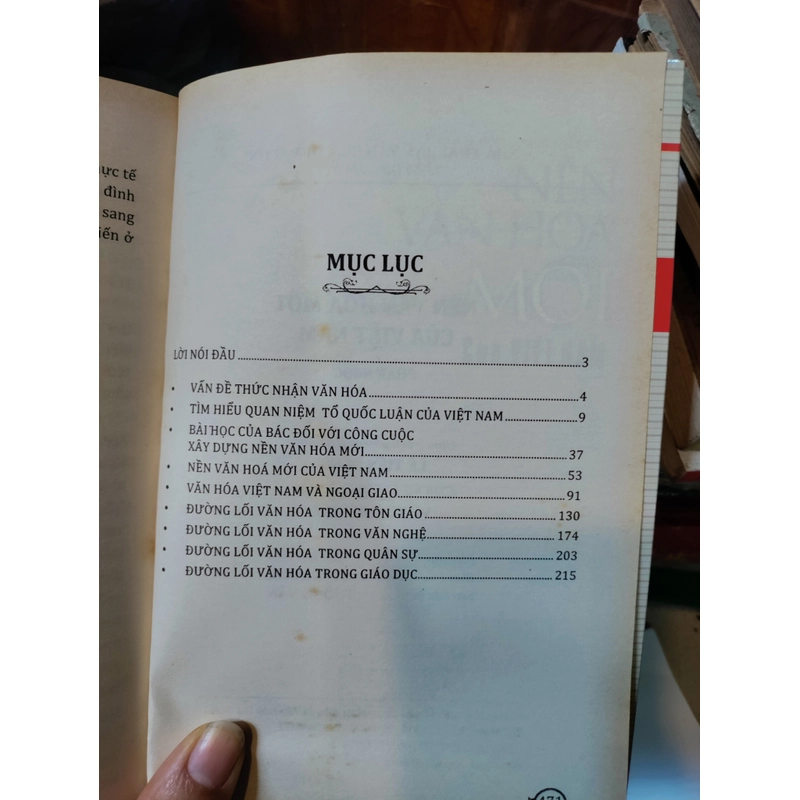 ực tế
đình
sang
iến ở
MỤC LỤC
LỜI NÓI ĐẦU 3
• VẤN ĐỀ THỨC NHẬN VĂN HÓA 4
• TÌM HIỂU QUAN NIỆM TỔ QUỐC LUẬN CỦA VIỆT NAM 9
• BÀI HỌC CỦA BÁC ĐỐI VỚI CÔNG CUỘC
XÂY DỰNG NỀN VĂN HÓA MỚI 37
• NỀN VĂN HOÁ MỚI CỦA VIỆT NAM 53
• VĂN HÓA VIỆT NAM VÀ NGOẠI GIAO 91
• ĐƯỜNG LỐI VĂN HÓA TRONG TÔN GIÁO 130
• ĐƯỜNG LỐI VĂN HÓA TRONG VĂN NGHỆ 174
• ĐƯỜNG LỐI VĂN HÓA TRONG QUÂN SỰ 203
• ĐƯỜNG LỐI VĂN HÓA TRONG GIÁO DỤC 215